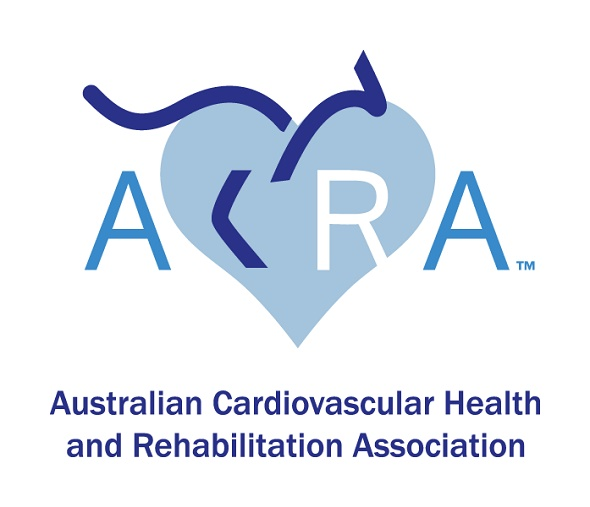 ACRA™
Australian Cardiovascular Health
and Rehabilitation Association